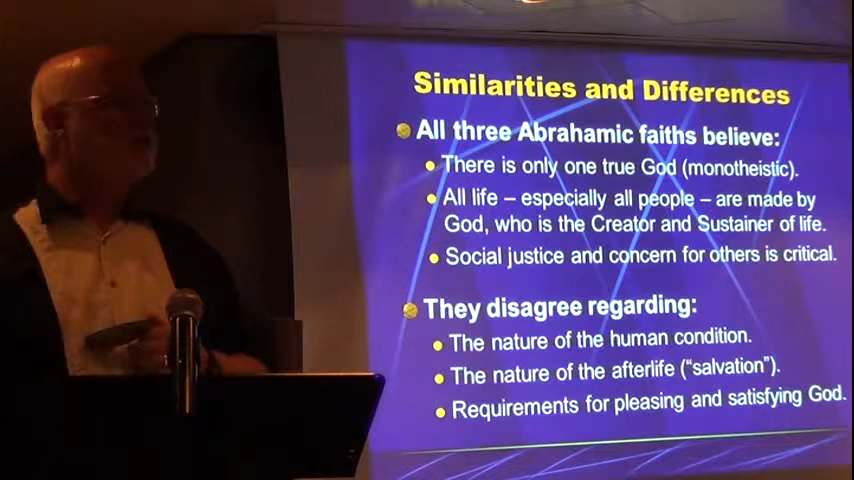 Similarities and Differences
All three Abrahamic faiths believe:
There is only one true God (monotheistic).
All life – especially all people – are made by
God, who is the Creator and Sustainer of life.
Social justice and concern for others is critical.
They disagree regarding:
The nature of the human condition.
The nature of the afterlife (“salvation”).
Requirements for pleasing and satisfying God.